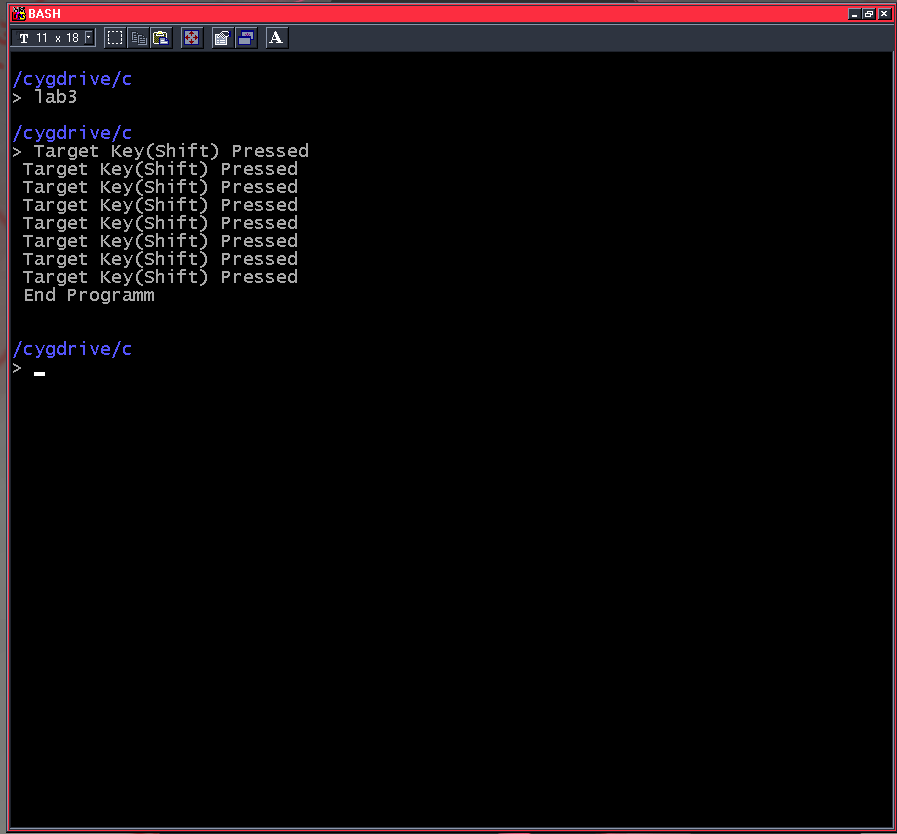 BASH
T 11 x 18
A
/cygdrive/c
> lab3
/cygdrive/c
> Target Key(Shift) Pressed
Target Key(Shift) Pressed
Target Key(Shift) Pressed
Target Key(Shift) Pressed
Target Key(Shift) Pressed
Target Key(Shift) Pressed
Target Key(Shift) Pressed
Target Key(Shift) Pressed
End Programm
/cygdrive/c
>